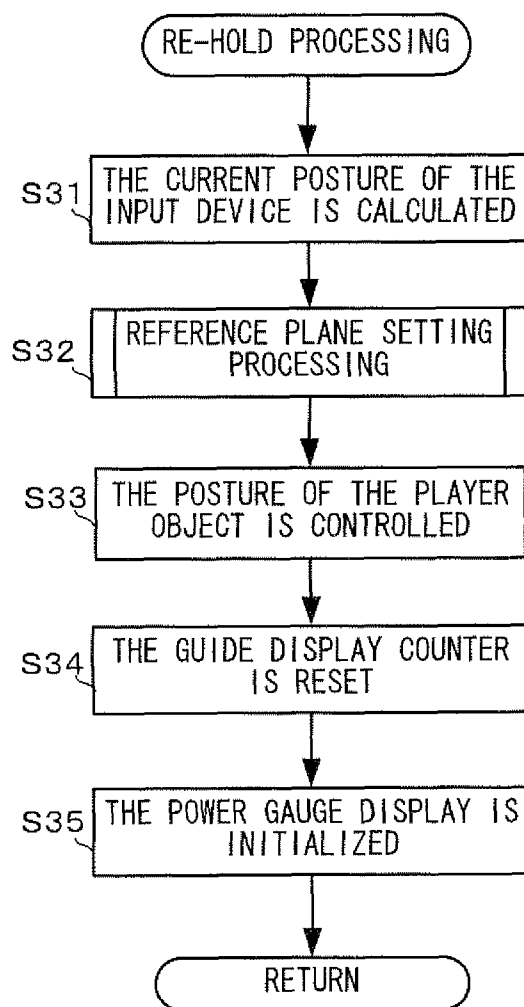 RE-HOLD PROCESSING
S31
THE CURRENT POSTURE OF THE
INPUT DEVICE IS CALCULATED
S32
REFERENCE PLANE SETTING
PROCESSING
S33
THE POSTURE OF THE PLAYER
OBJECT IS CONTROLLED
S34
THE GUIDE DISPLAY COUNTER
IS RESET
S35
THE POWER GAUGE DISPLAY IS
INITIALIZED
RETURN